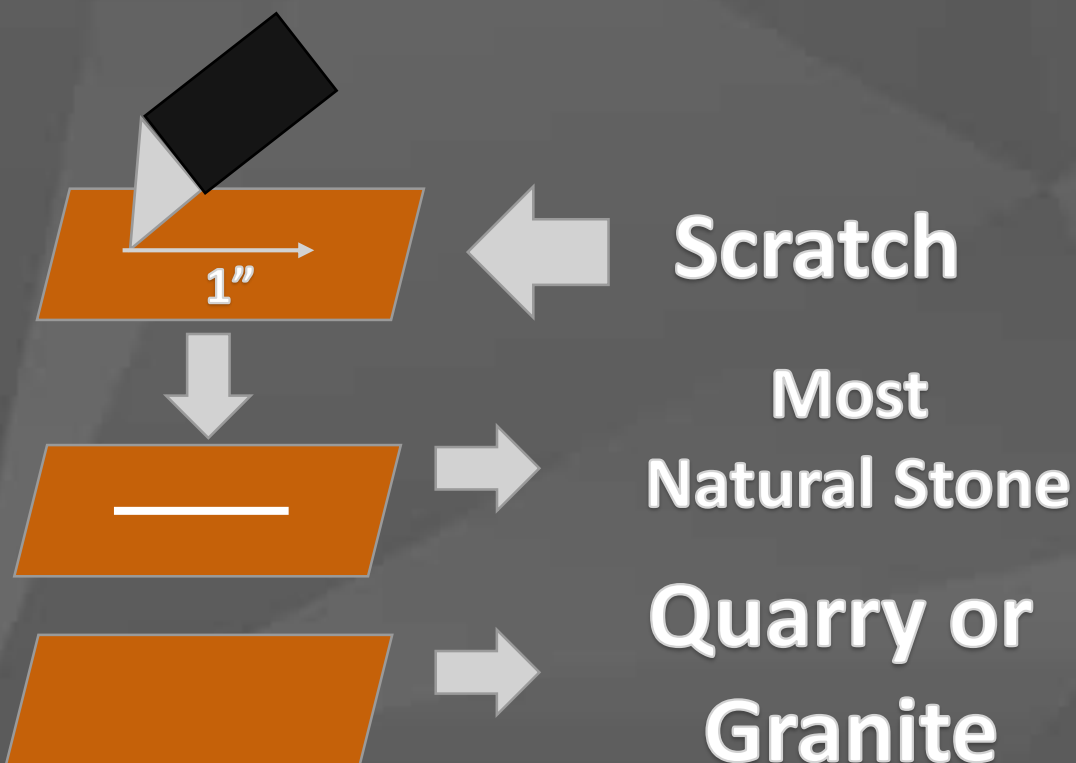 1”
Scratch
Most
Natural Stone
Quarry or
Granite